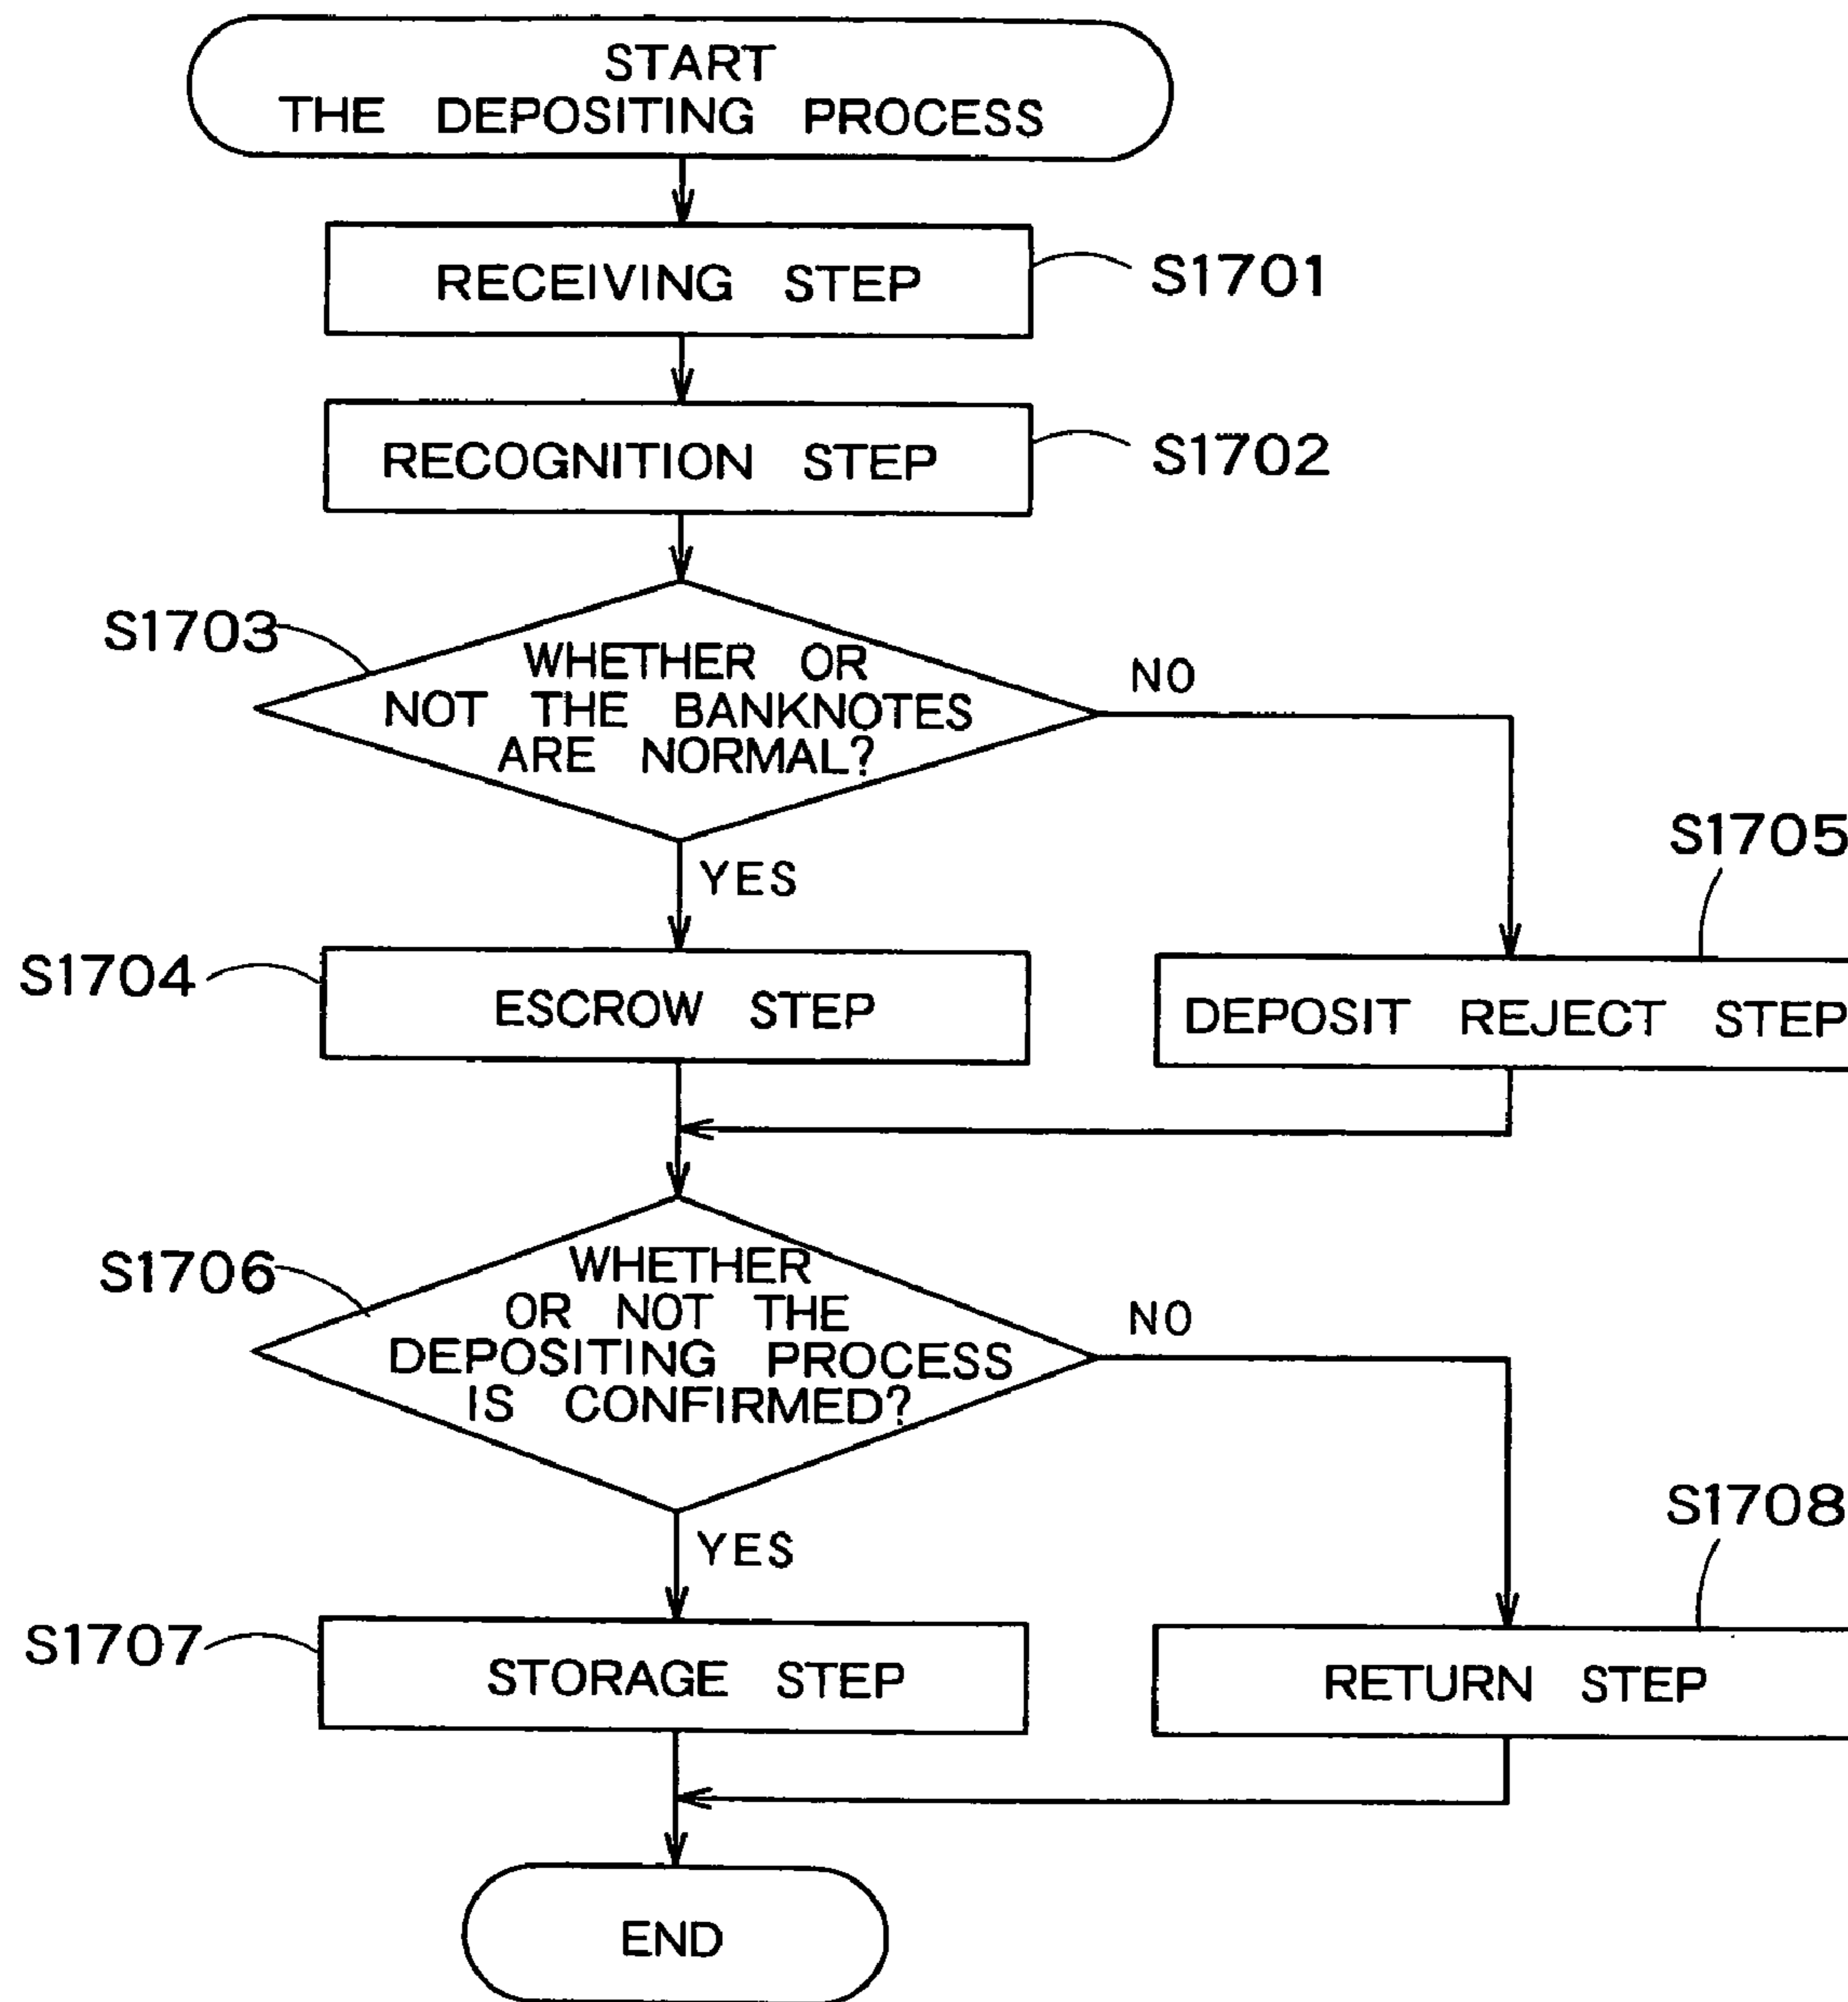 START
THE DEPOSITING PROCESS
RECEIVING STEP
S1701
RECOGNITION STEP
S1702
S1703
WHETHER OR
NOT THE BANKNOTES
ARE NORMAL?
NO
YES
S1705
S1704
ESCROW STEP
DEPOSIT REJECT STEP
S1706
WHETHER
OR NOT THE
DEPOSITING PROCESS
IS CONFIRMED?
NO
YES
S1708
S1707
STORAGE STEP
RETURN STEP
END